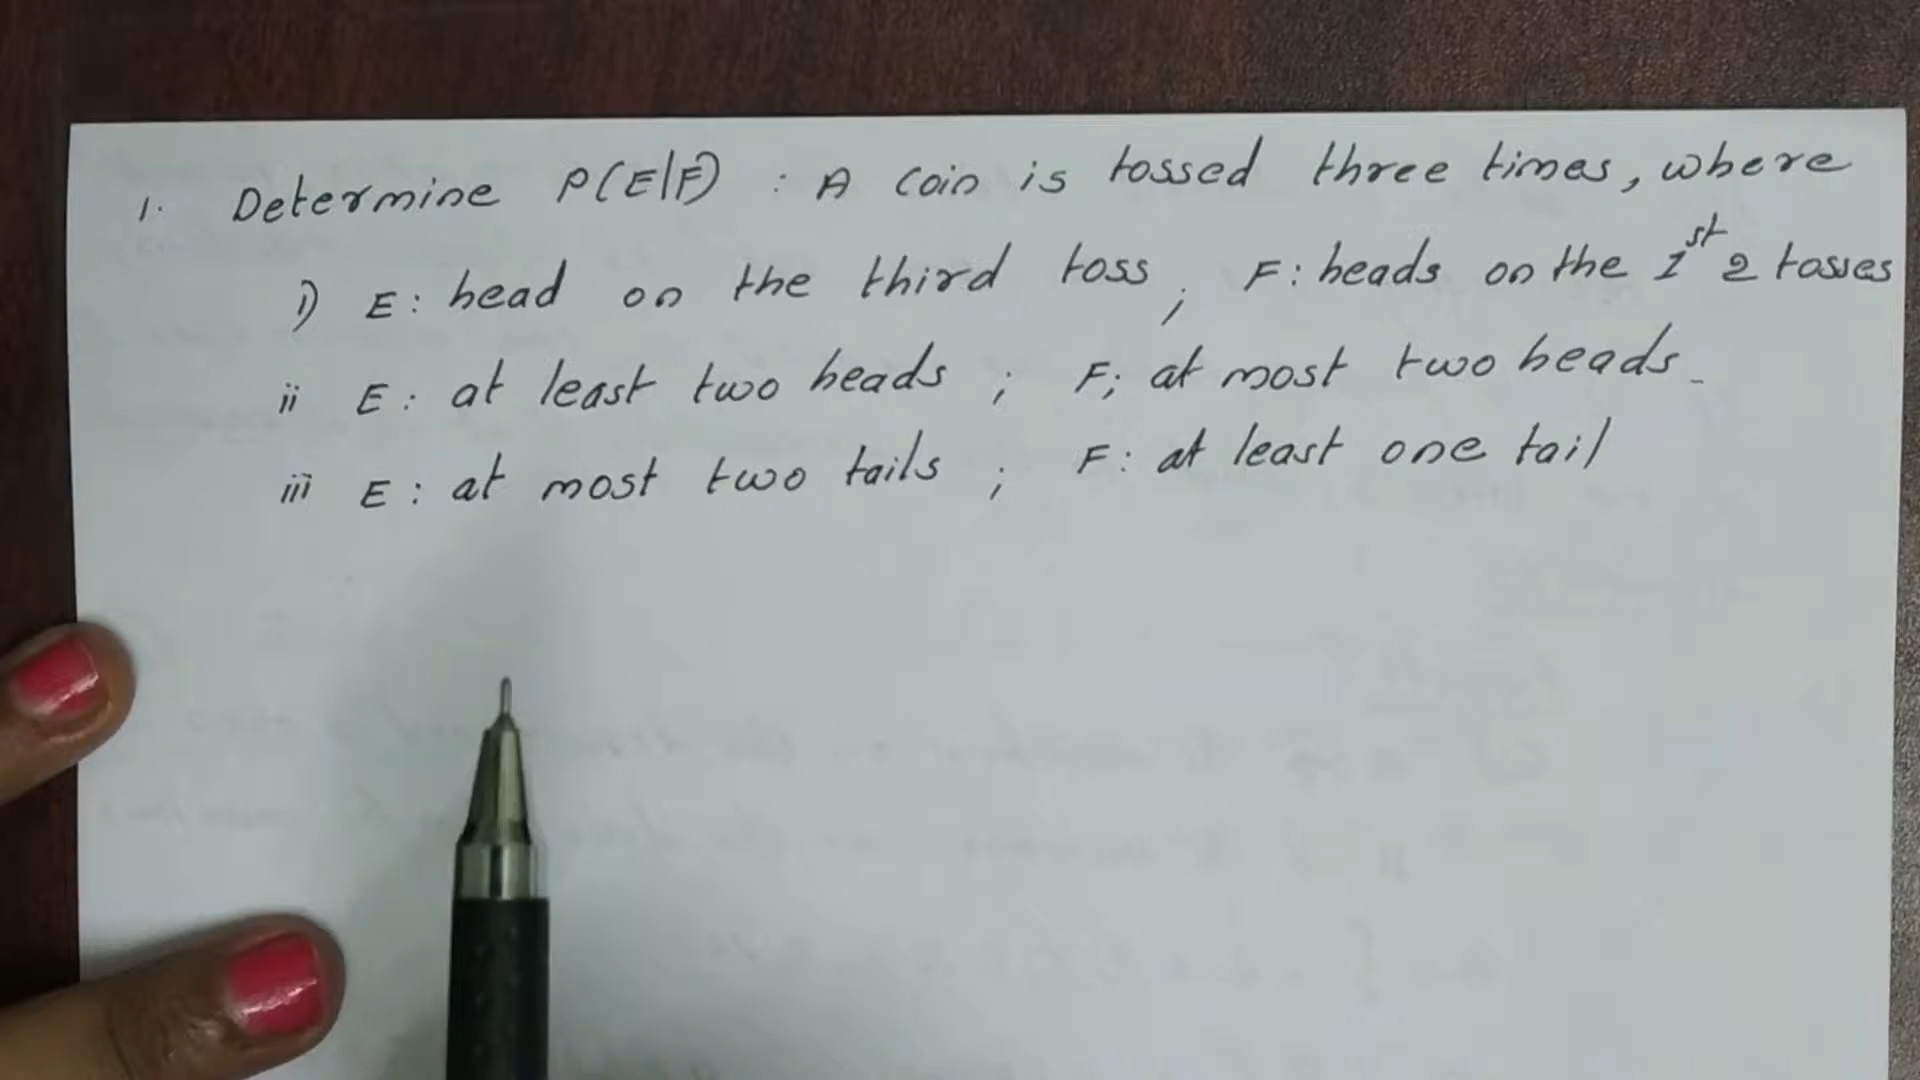 1. Determine P(E|F) : A coin is tossed three times, where
i) E: head on the third toss ; F: heads on the 1st 2 tosses
ii E: at least two heads ; F; at most two heads.
iii E: at most two tails ; F: at least one tail